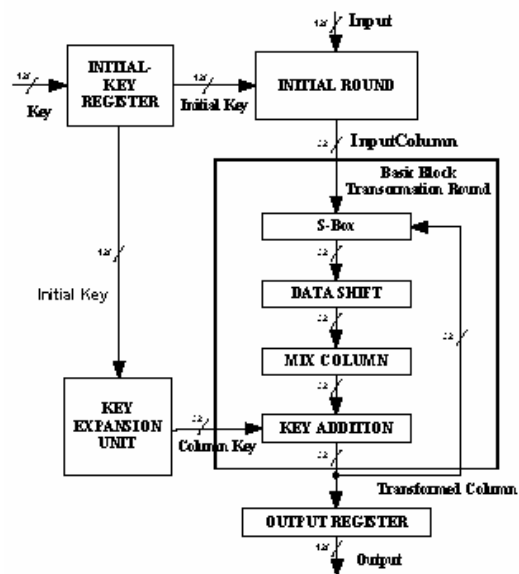 Input
INITIAL-
KEY
REGISTER
INITIAL ROUND
Key
Initial Key
InputColumn
Basic Block
Transormation Round
S-Box
DATA SHIFT
Initial Key
MIX COLUMN
KEY
EXPANSION
UNIT
KEY ADDITION
Column Key
Transformed Column
OUTPUT REGISTER
Output